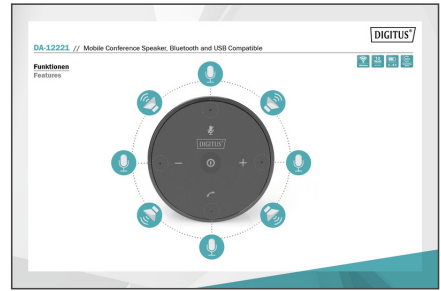 DIGITUS®
DA-12221 // Mobile Conference Speaker, Bluetooth and USB Compatible
Funktionen
Features
DIGITUS